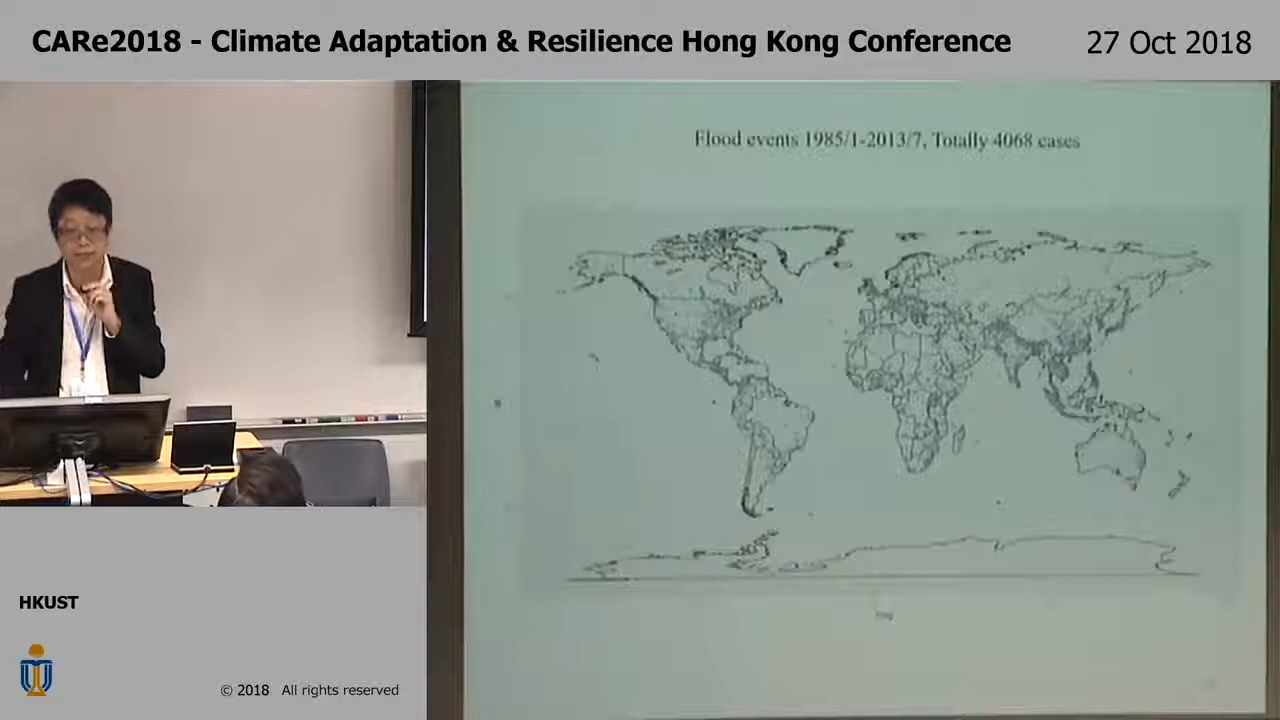 CARe2018 - Climate Adaptation & Resilience Hong Kong Conference
27 Oct 2018
Flood events 1985/1-2013/7, Totally 4068 cases
HKUST
© 2018 All rights reserved